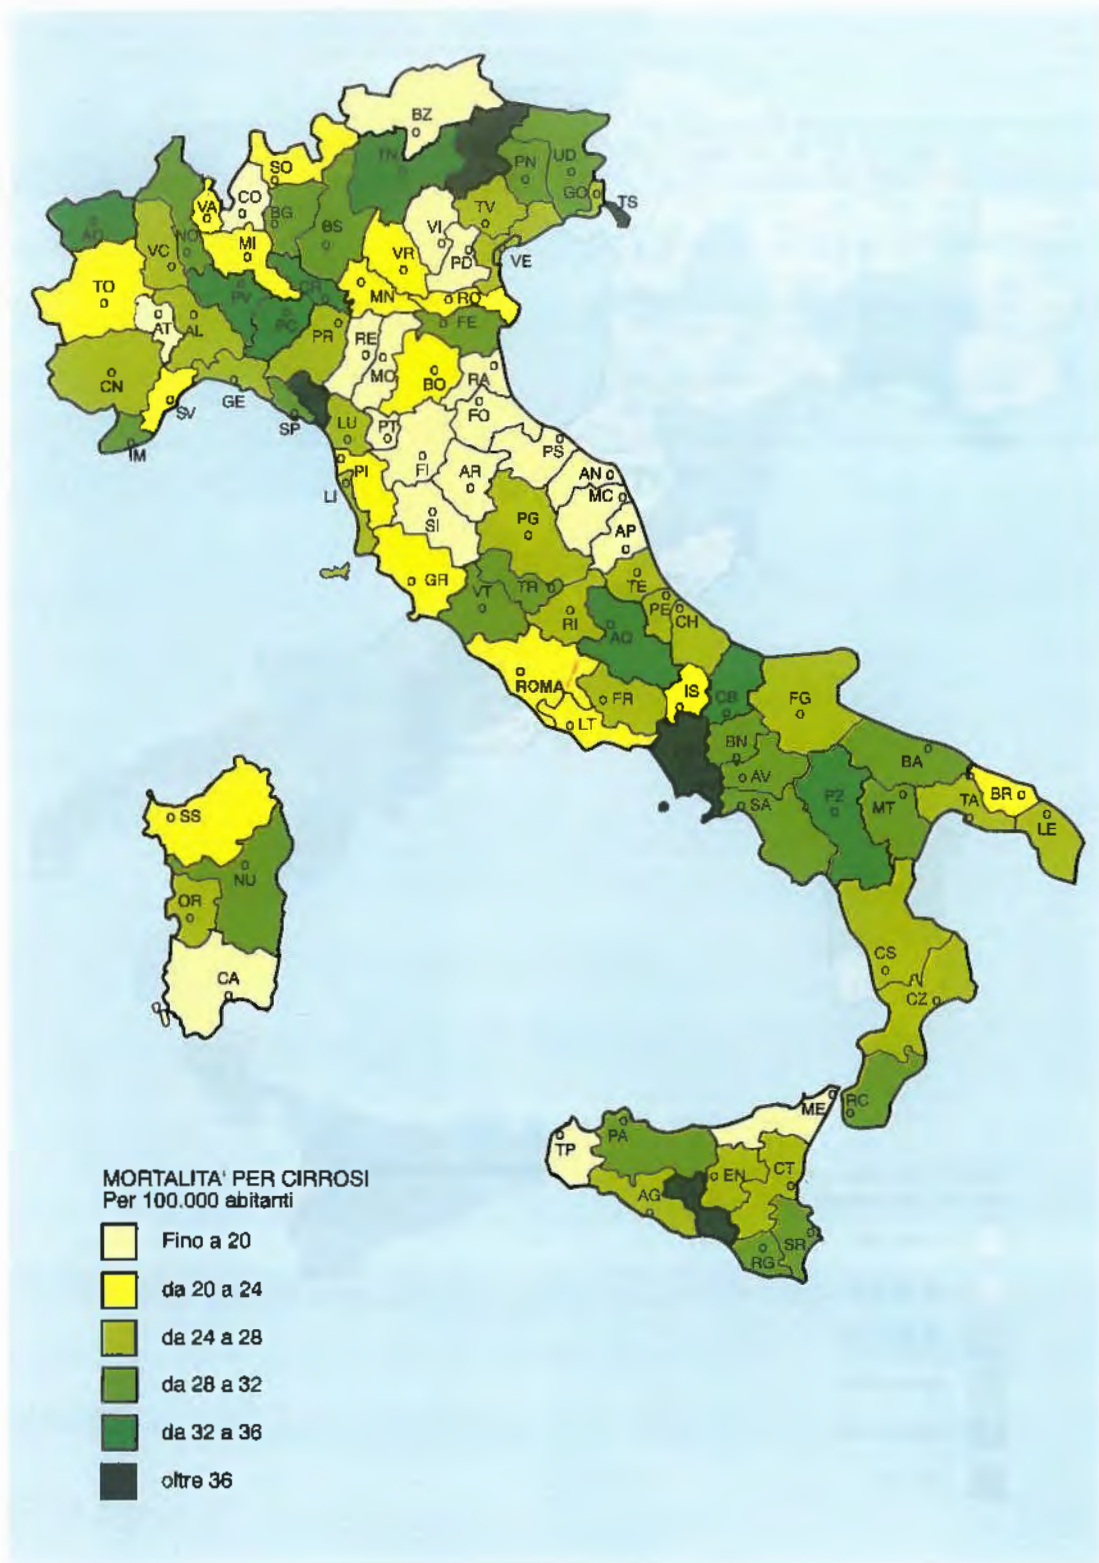 BZ
SO
TN
PN
UD
GO
TS
VA
CO
BG
BS
VI
TV
AO
VC
NO
MI
VR
PD
VE
TO
PV
CR
MN
RO
AT
AL
PC
PR
RE
MO
FE
CN
SV
GE
SP
BO
RA
FO
IM
LU
PT
FI
PS
AN
MC
LI
PI
AR
SI
PG
AP
GR
VT
TR
TE
RI
PE
CH
AQ
ROMA
FR
IS
CB
FG
LT
BN
AV
BA
SA
PZ
MT
TA
BR
LE
SS
NU
OR
CA
CS
CZ
ME
RC
TP
PA
EN
CT
AG
SR
RG
MORTALITA' PER CIRROSI
Per 100.000 abitanti
Fino a 20
da 20 a 24
da 24 a 28
da 28 a 32
da 32 a 36
oltre 36